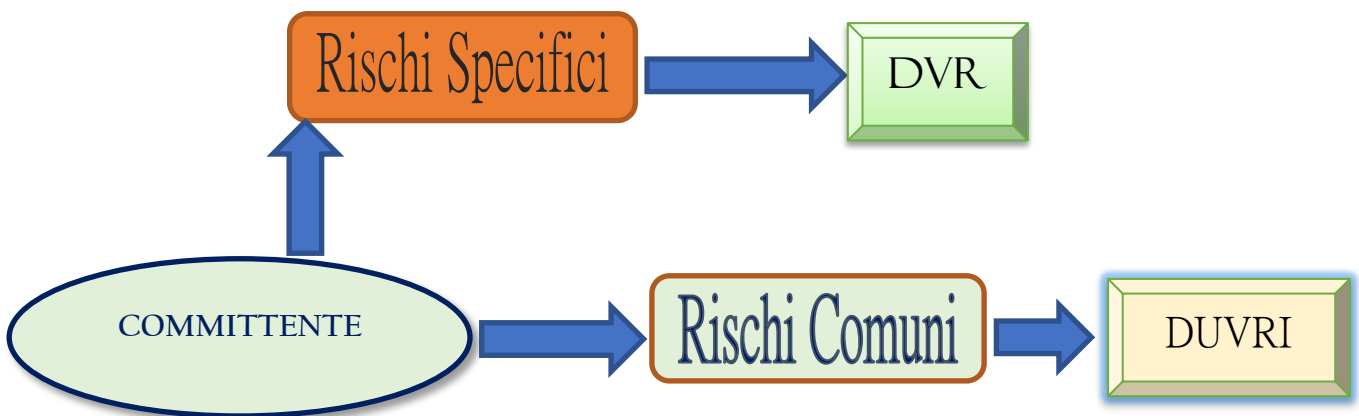 Rischi Specifici
DVR
COMMITTENTE
Rischi Comuni
DUVRI